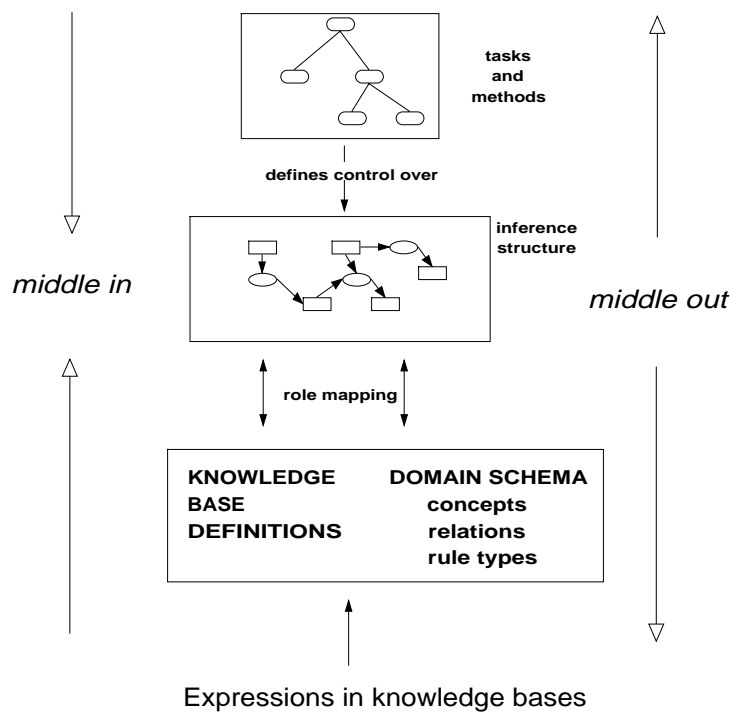 tasks
and
methods
defines control over
inference
structure
middle in
middle out
role mapping
KNOWLEDGE
BASE
DEFINITIONS
DOMAIN SCHEMA
concepts
relations
rule types
Expressions in knowledge bases